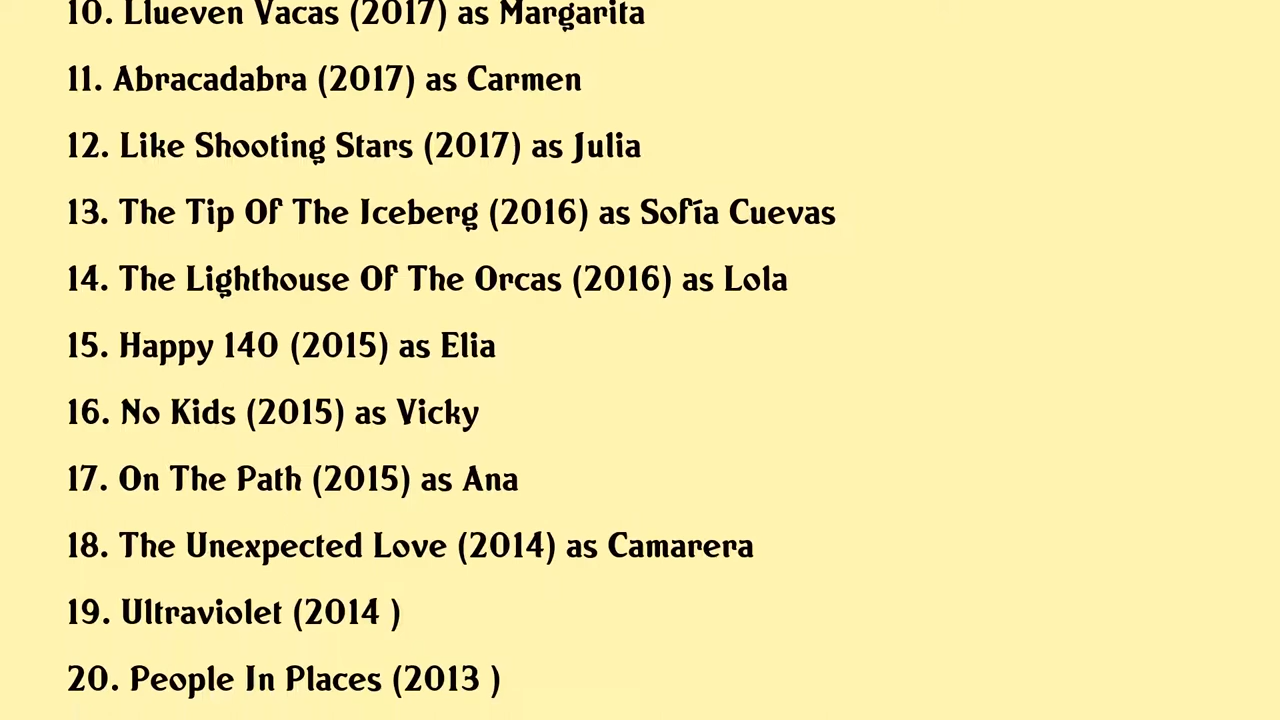 10. Llueven Vacas (2017) as Margarita
11. Abracadabra (2017) as Carmen
12. Like Shooting Stars (2017) as Julia
13. The Tip Of The Iceberg (2016) as Sofía Cuevas
14. The Lighthouse Of The Orcas (2016) as Lola
15. Happy 140 (2015) as Elia
16. No Kids (2015) as Vicky
17. On The Path (2015) as Ana
18. The Unexpected Love (2014) as Camarera
19. Ultraviolet (2014 )
20. People In Places (2013 )